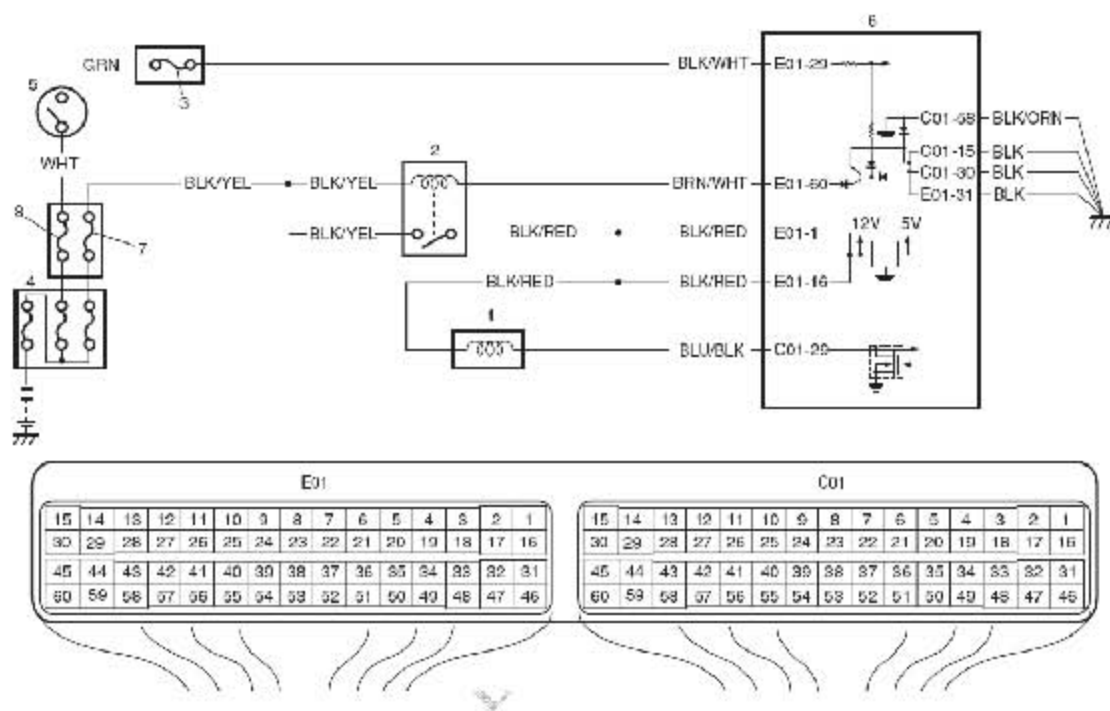 6
GRN
BLK/WHT
E01-29
5
3
C01-58
BLK/ORN
WHT
2
C01-15
BLK
BLK/YEL
BLK/YEL
BRN/WHT
E01-60
C01-30
BLK
E01-31
BLK
8
BLK/YEL
BLK/RED
BLK/RED
E01-1
12V
5V
7
4
BLK/RED
BLK/RED
E01-16
1
BLU/BLK
C01-29
E01
C01
15 14 13 12 11 10 9 8 7 6 5 4 3 2 1
15 14 13 12 11 10 9 8 7 6 5 4 3 2 1
30 29 28 27 26 25 24 23 22 21 20 19 18 17 16
30 29 28 27 26 25 24 23 22 21 20 19 18 17 16
45 44 43 42 41 40 39 38 37 36 35 34 33 32 31
45 44 43 42 41 40 39 38 37 36 35 34 33 32 31
60 59 58 57 56 55 54 53 52 51 50 49 48 47 46
60 59 58 57 56 55 54 53 52 51 50 49 48 47 46